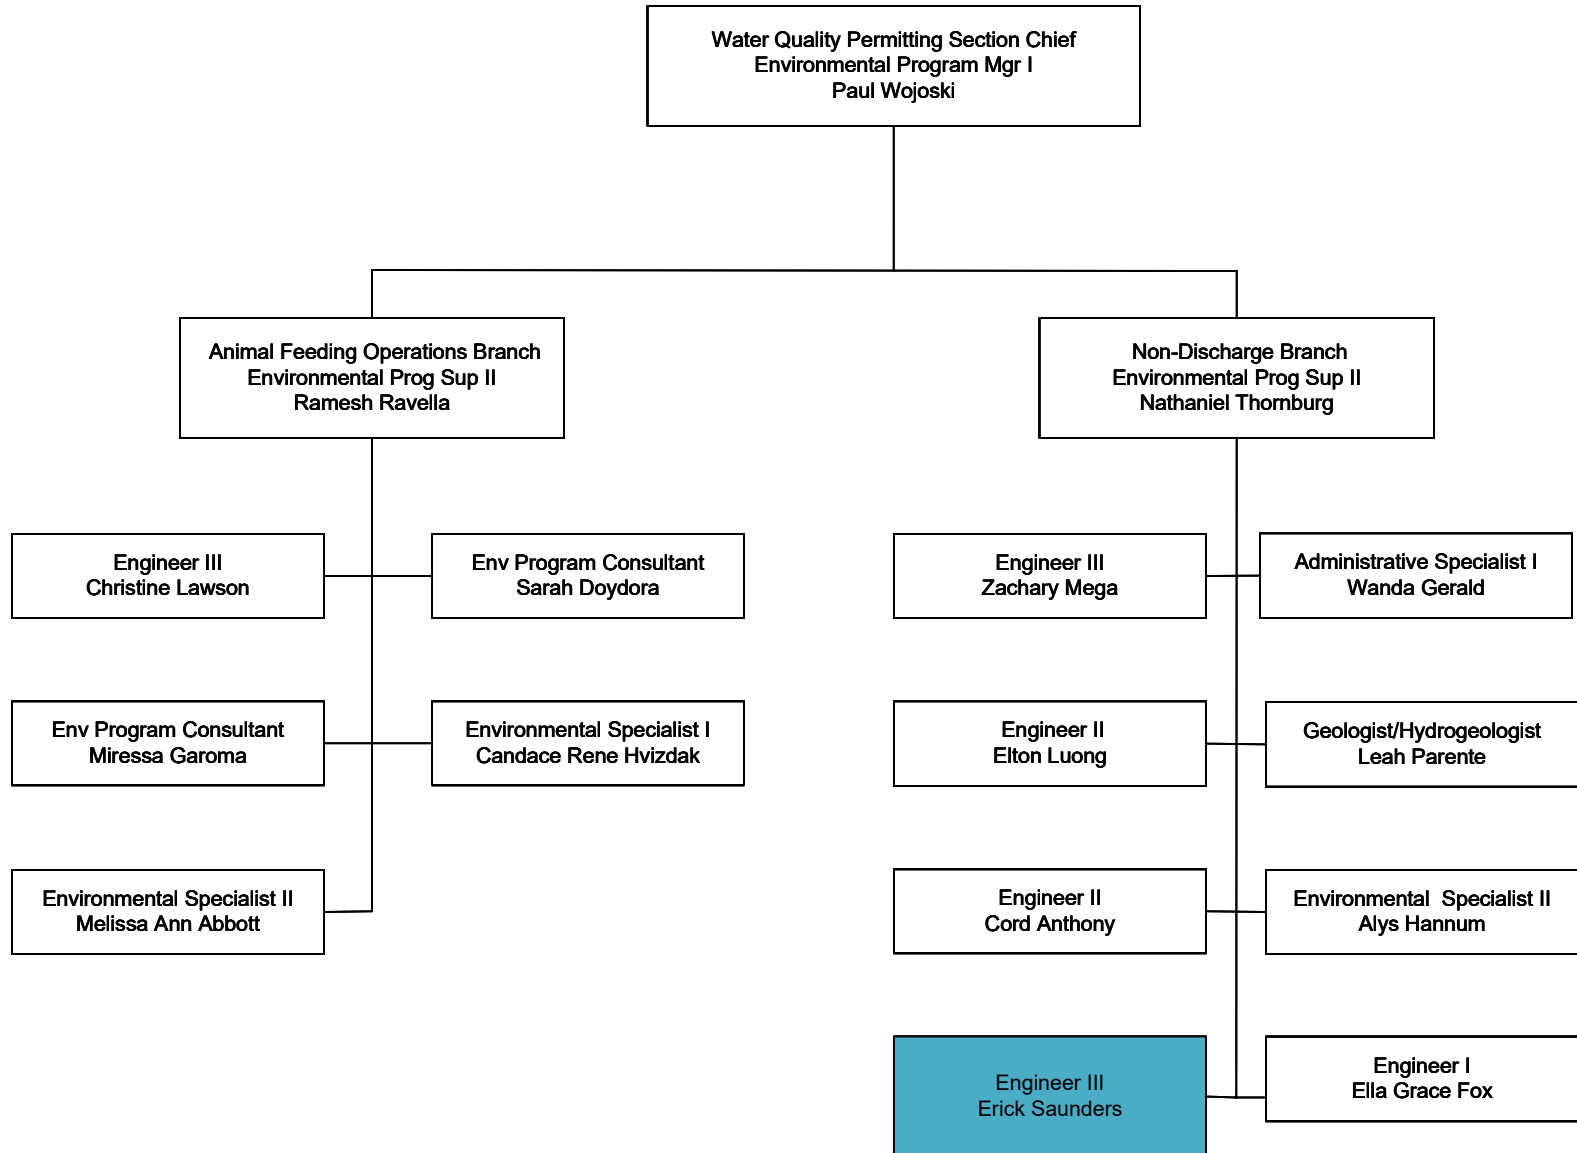 Water Quality Permitting Section Chief
Environmental Program Mgr I
Paul Wojoski
Animal Feeding Operations Branch
Environmental Prog Sup II
Ramesh Ravella
Non-Discharge Branch
Environmental Prog Sup II
Nathaniel Thornburg
Engineer III
Christine Lawson
Env Program Consultant
Sarah Doydora
Engineer III
Zachary Mega
Administrative Specialist I
Wanda Gerald
Env Program Consultant
Miressa Garoma
Environmental Specialist I
Candace Rene Hvizdak
Engineer II
Elton Luong
Geologist/Hydrogeologist
Leah Parente
Environmental Specialist II
Melissa Ann Abbott
Engineer II
Cord Anthony
Environmental  Specialist II
Alys Hannum
Engineer III
Erick Saunders
Engineer I
Ella Grace Fox